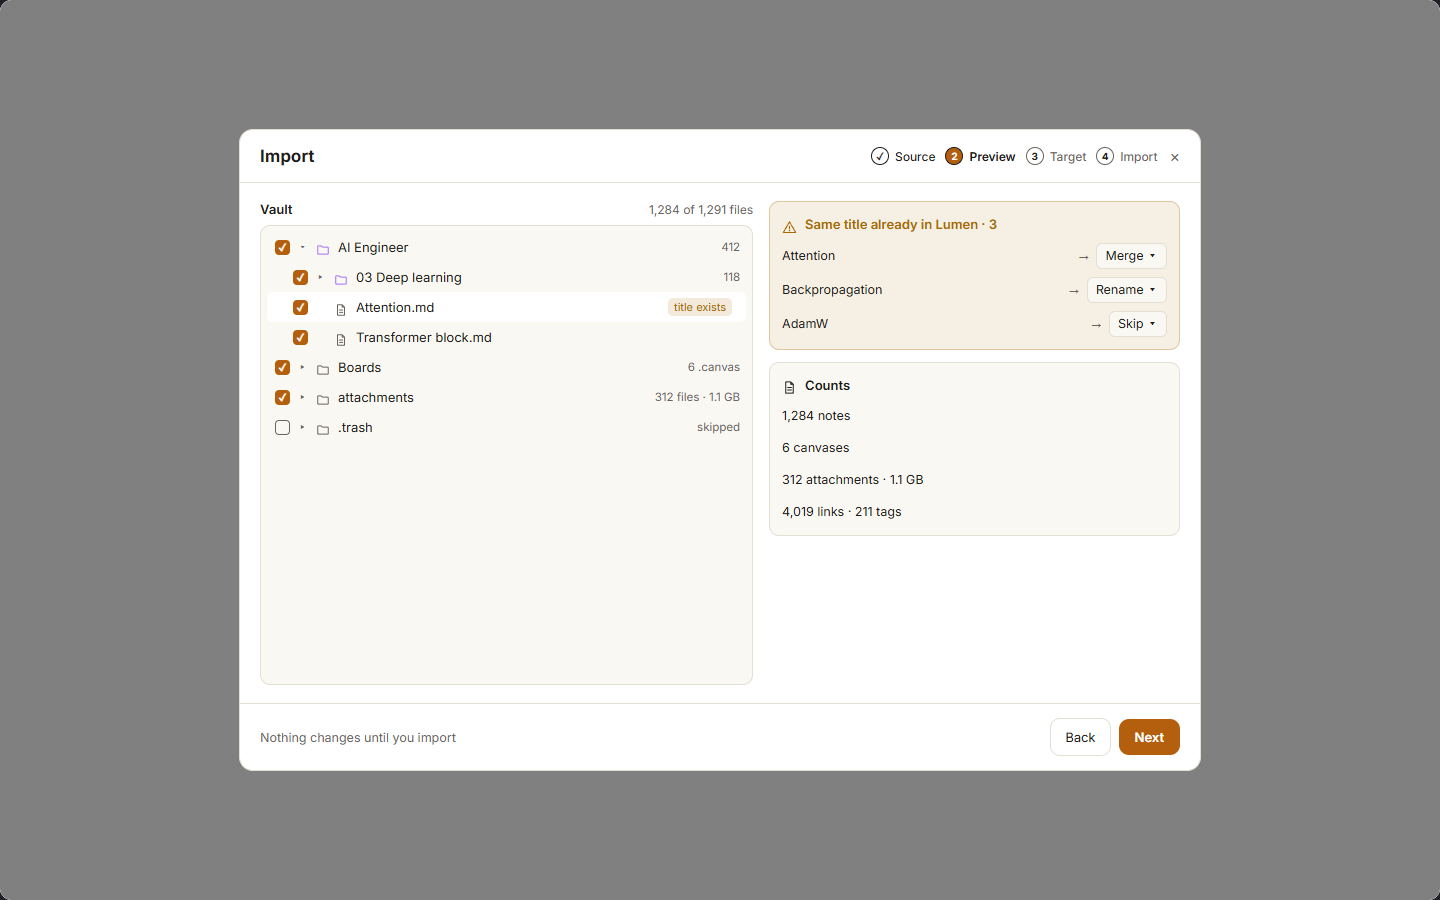 Import
✓ Source 2 Preview 3 Target 4 Import ×
Vault 1,284 of 1,291 files
AI Engineer 412
03 Deep learning 118
Attention.md title exists
Transformer block.md
Boards 6 .canvas
attachments 312 files · 1.1 GB
.trash skipped
Same title already in Lumen · 3
Attention → Merge
Backpropagation → Rename
AdamW → Skip
Counts
1,284 notes
6 canvases
312 attachments · 1.1 GB
4,019 links · 211 tags
Nothing changes until you import
Back Next